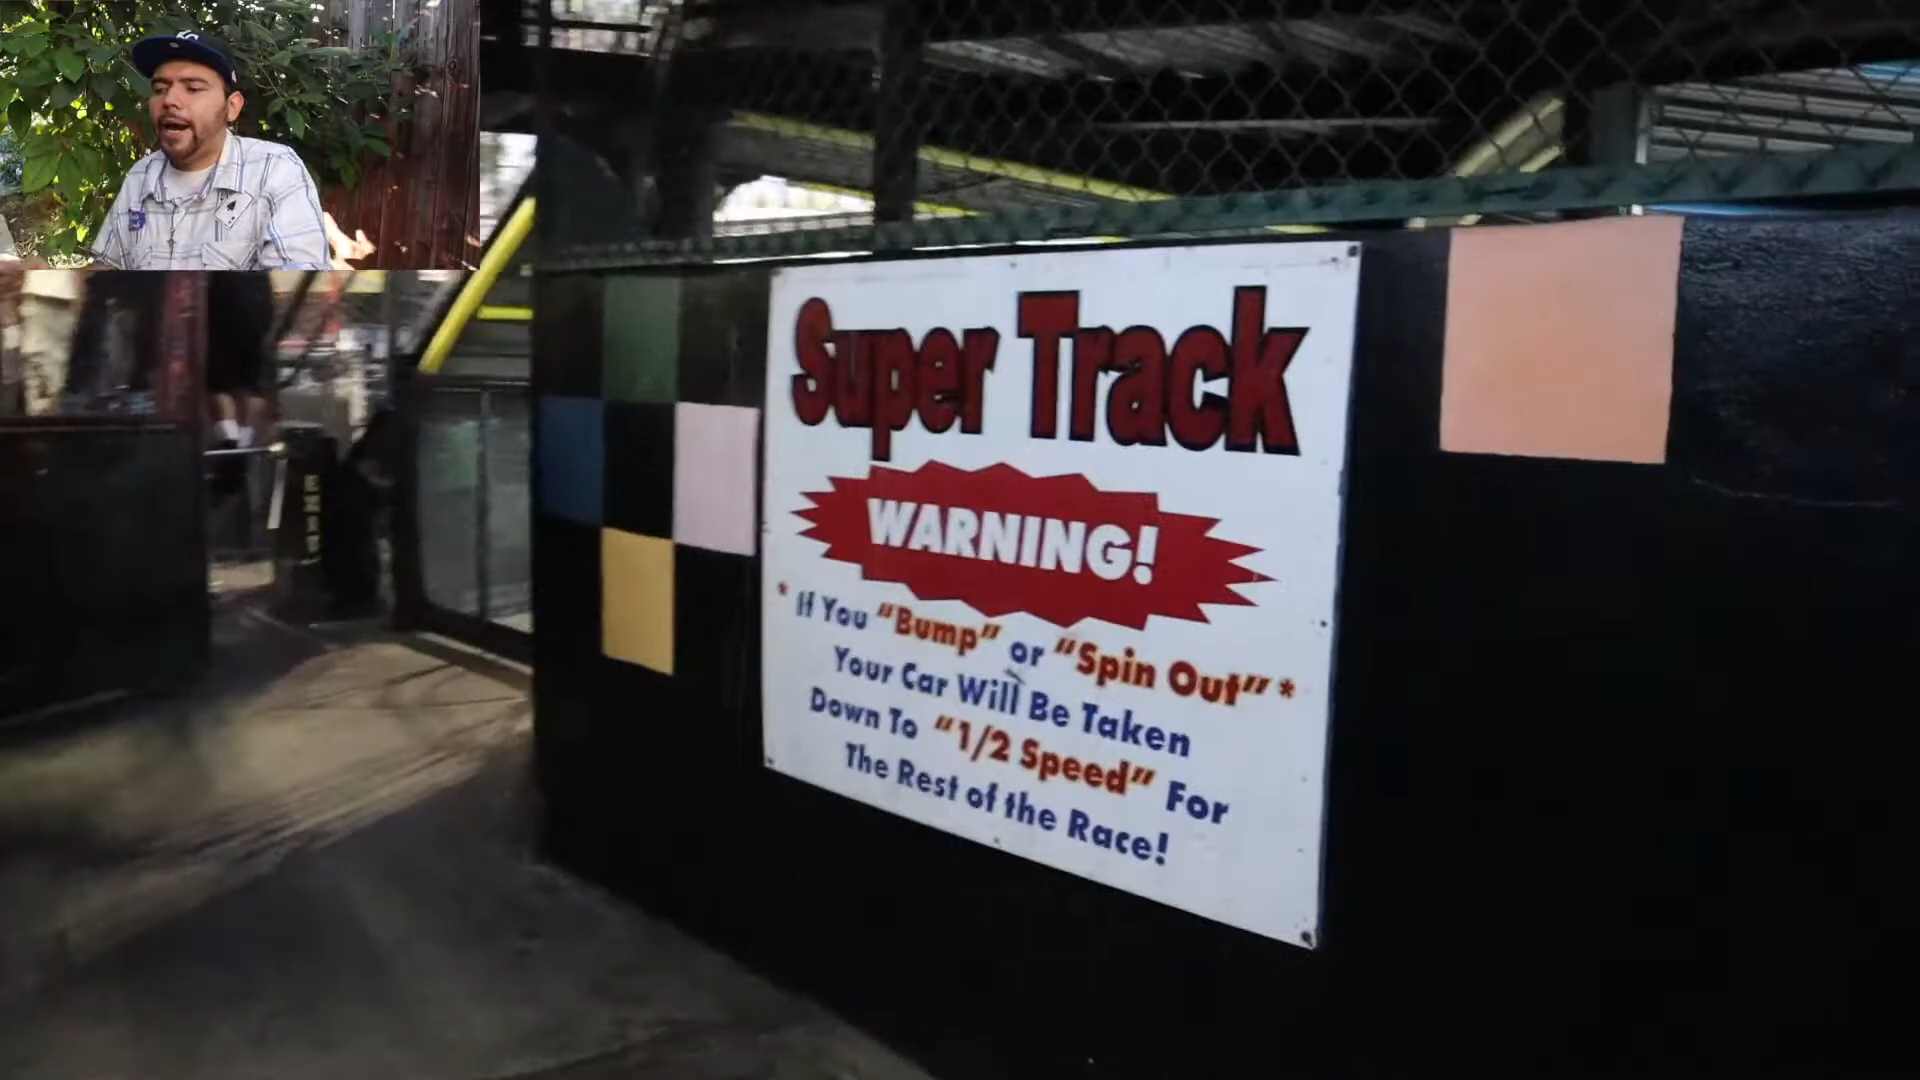 Super Track
WARNING!
* If You "Bump" or "Spin Out" *
Your Car Will Be Taken
Down To "1/2 Speed" For
The Rest of the Race!